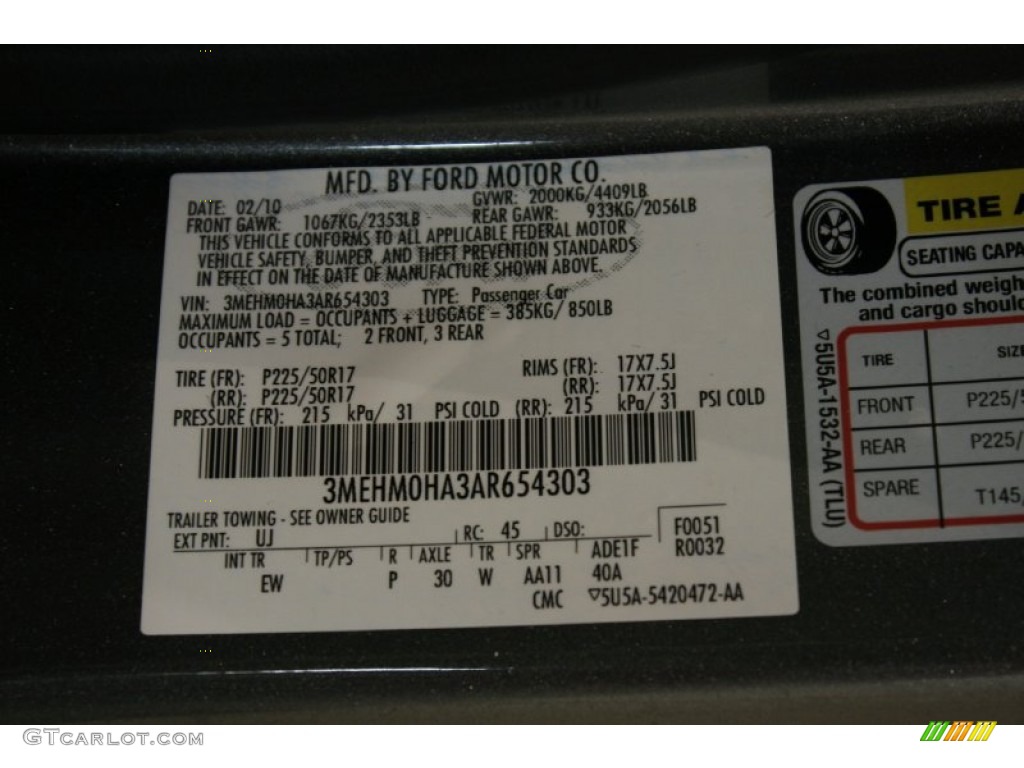 MFD. BY FORD MOTOR CO.
DATE: 02/10 GVWR: 2000KG/4409LB
FRONT GAWR: 1067KG/2353LB REAR GAWR: 933KG/2056LB
THIS VEHICLE CONFORMS TO ALL APPLICABLE FEDERAL MOTOR
VEHICLE SAFETY, BUMPER, AND THEFT PREVENTION STANDARDS
IN EFFECT ON THE DATE OF MANUFACTURE SHOWN ABOVE.
VIN: 3MEHM0HA3AR654303 TYPE: Passenger Car
MAXIMUM LOAD = OCCUPANTS + LUGGAGE = 385KG/ 850LB
OCCUPANTS = 5 TOTAL; 2 FRONT, 3 REAR
TIRE (FR): P225/50R17 RIMS (FR): 17X7.5J
(RR): P225/50R17 (RR): 17X7.5J
PRESSURE (FR): 215 kPa/ 31 PSI COLD (RR): 215 kPa/ 31 PSI COLD
3MEHM0HA3AR654303
TRAILER TOWING - SEE OWNER GUIDE
EXT PNT: UJ RC: 45 DSO: F0051
INT TR TP/PS R AXLE TR SPR ADE1F R0032
EW P 30 W AA11 40A
CMC ▽5U5A-5420472-AA
TIRE A
SEATING CAPA
The combined weigh
and cargo shoul
▽5U5A-1532-AA (TLU)
TIRE SIZE
FRONT P225/5
REAR P225/
SPARE T145/
GTCARLOT.COM